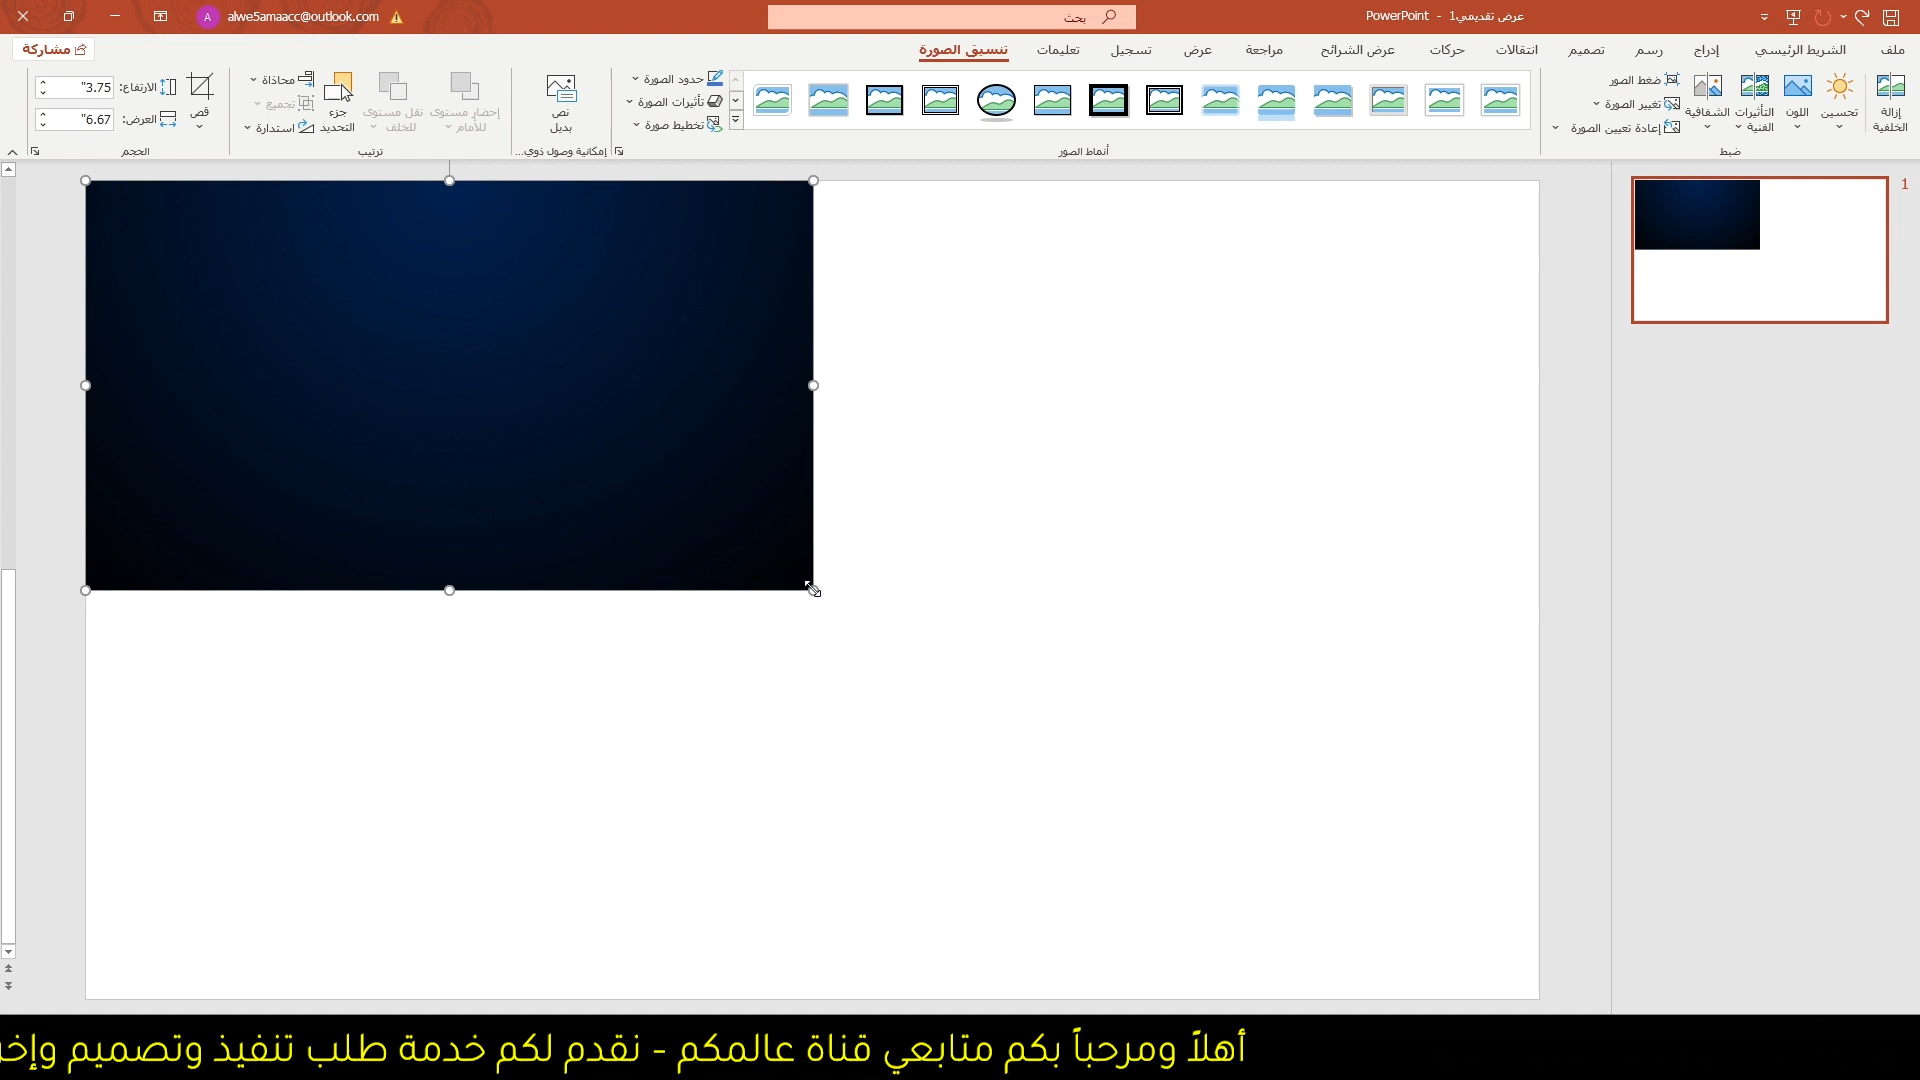 عرض تقديمي1 - PowerPoint
بحث
alwe5amaacc@outlook.com
A
ملف
الشريط الرئيسي
إدراج
رسم
تصميم
انتقالات
حركات
عرض الشرائح
مراجعة
عرض
تسجيل
تعليمات
تنسيق الصورة
مشاركة
إزالة الخلفية
تحسين
اللون
التأثيرات الفنية
الشفافية
ضغط الصور
تغيير الصورة
إعادة تعيين الصورة
ضبط
أنماط الصور
حدود الصورة
تأثيرات الصورة
تخطيط صورة
نص بديل
إمكانية وصول ذوي...
إحضار مستوى للأمام
نقل مستوى للخلف
جزء التحديد
محاذاة
تجميع
استدارة
ترتيب
قص
الارتفاع: 3.75"
العرض: 6.67"
الحجم
1
أهلاً ومرحباً بكم متابعي قناة عالمكم - نقدم لكم خدمة طلب تنفيذ وتصميم وإخر